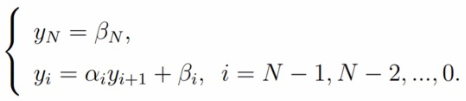 y_N = β_N,
y_i = α_i y_{i+1} + β_i, i = N − 1, N − 2, ..., 0.